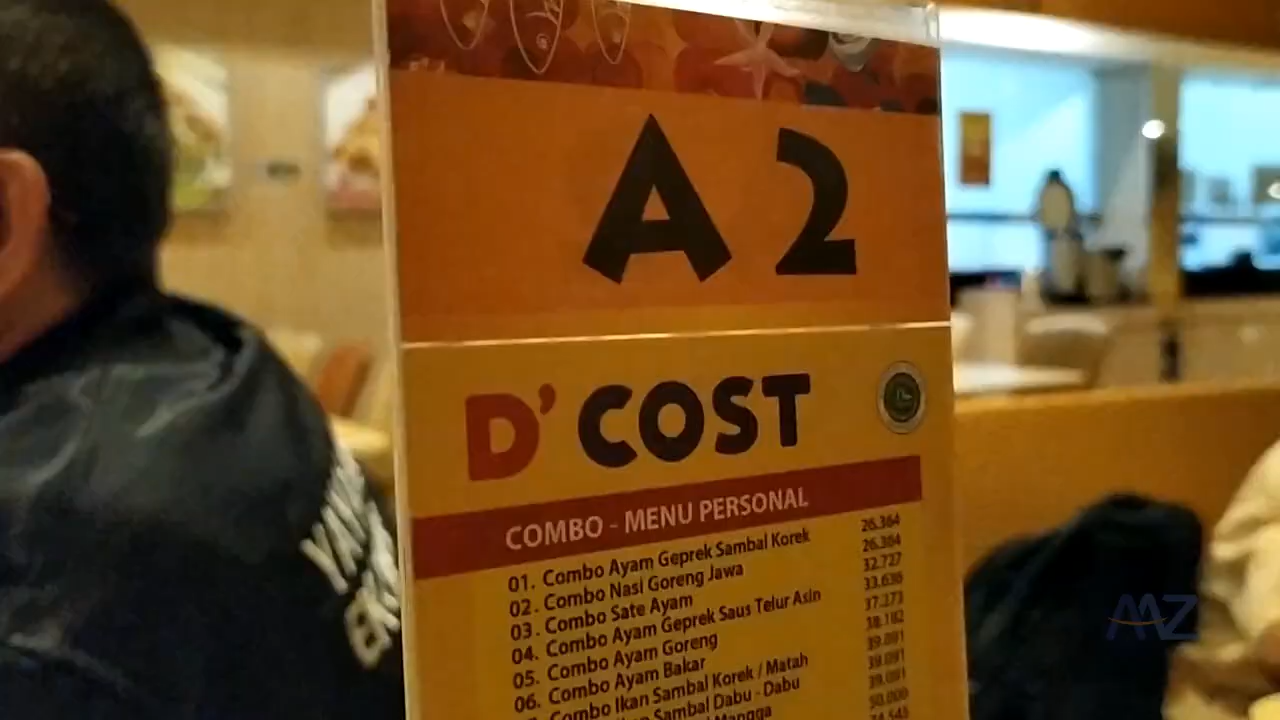 A 2
D' COST
COMBO - MENU PERSONAL
01. Combo Ayam Geprek Sambal Korek 26.364
02. Combo Nasi Goreng Jawa 26.364
03. Combo Sate Ayam 32.727
04. Combo Ayam Geprek Saus Telur Asin 33.636
05. Combo Ayam Goreng 37.273
06. Combo Ayam Bakar 38.182
Combo Ikan Sambal Korek / Matah 39.091
Sambal Dabu - Dabu 39.091
Mangga 39.091
50.000